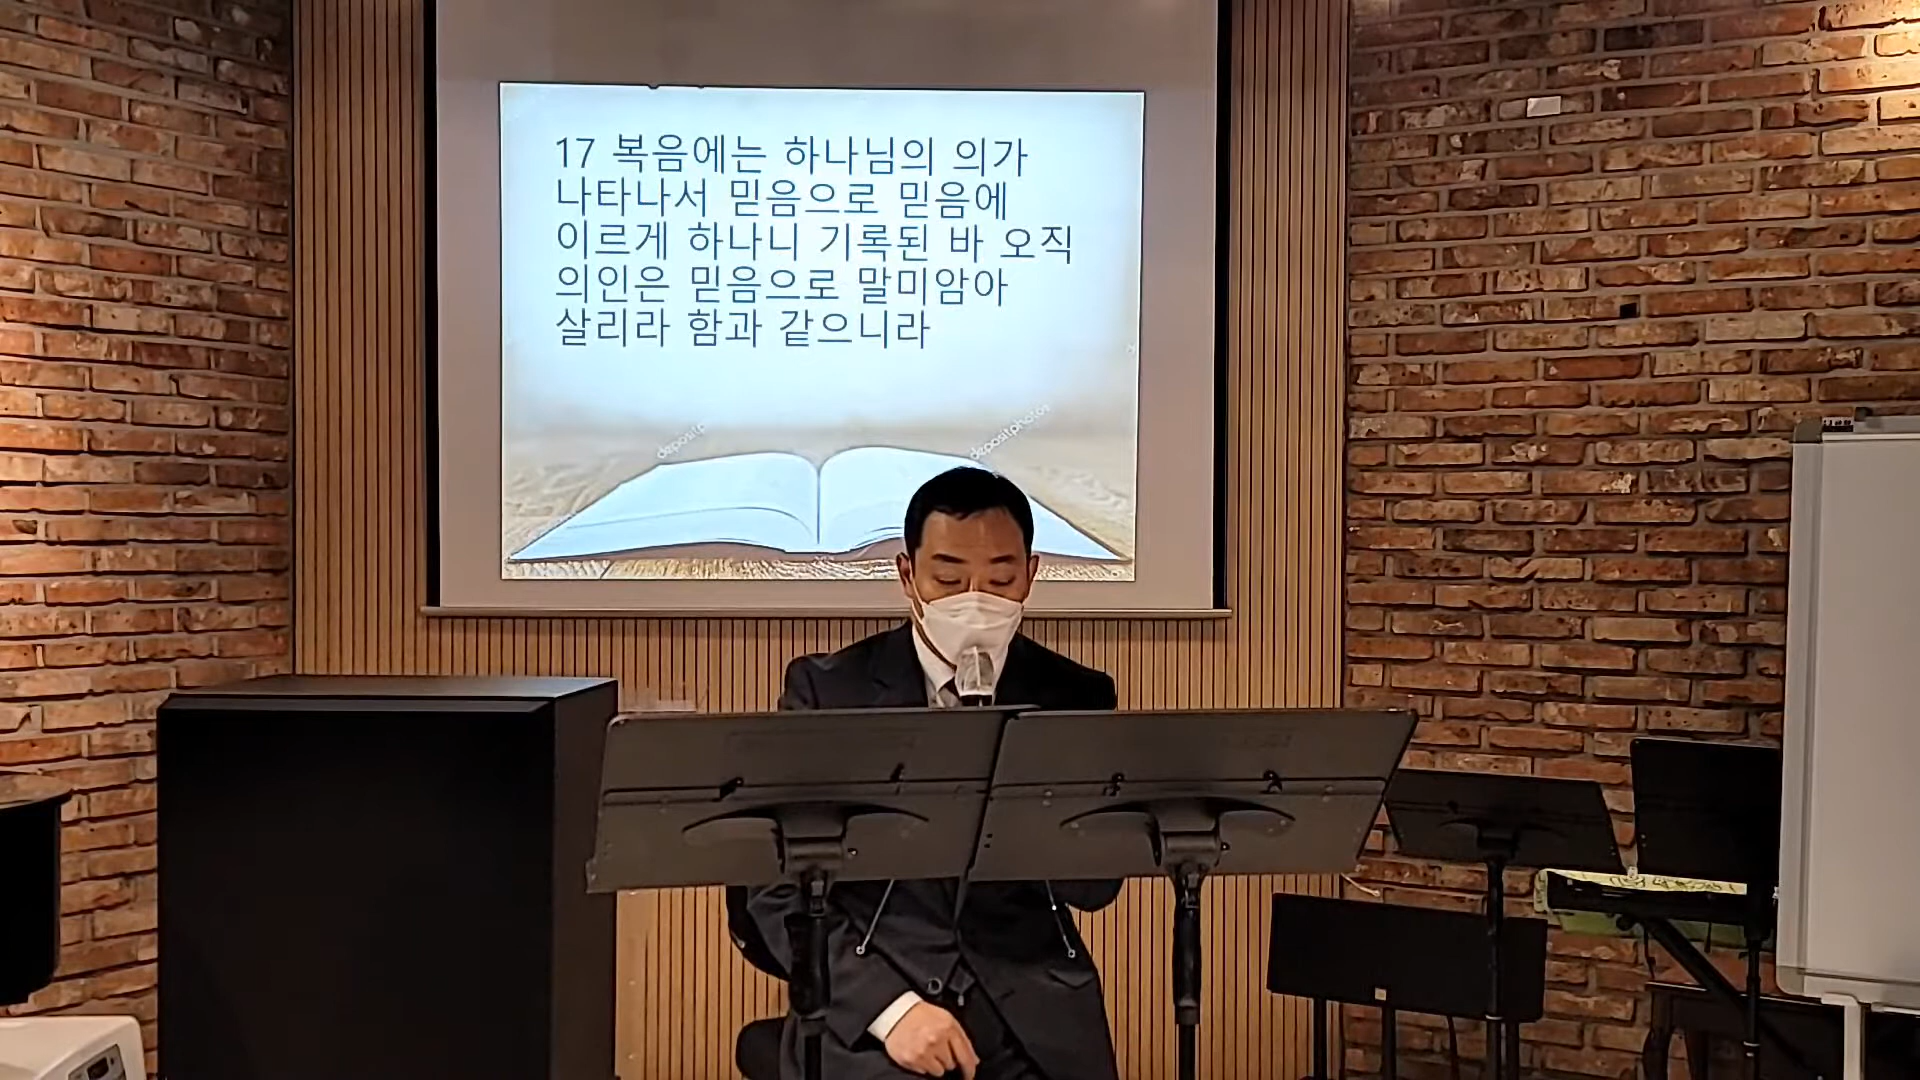 17 복음에는 하나님의 의가
나타나서 믿음으로 믿음에
이르게 하나니 기록된 바 오직
의인은 믿음으로 말미암아
살리라 함과 같으니라
depositphotos